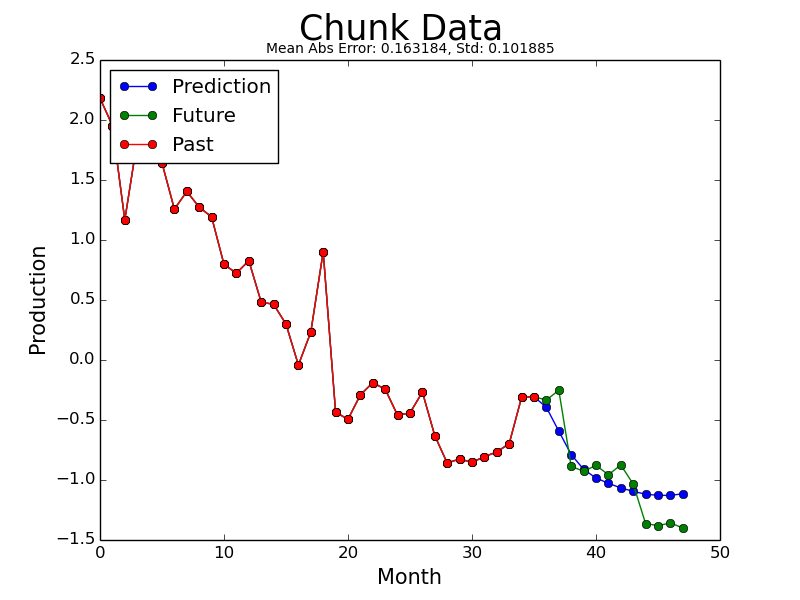 Chunk Data
Mean Abs Error: 0.163184, Std: 0.101885
2.5
2.0
1.5
1.0
0.5
0.0
−0.5
−1.0
−1.5
Production
Prediction
Future
Past
0 10 20 30 40 50
Month